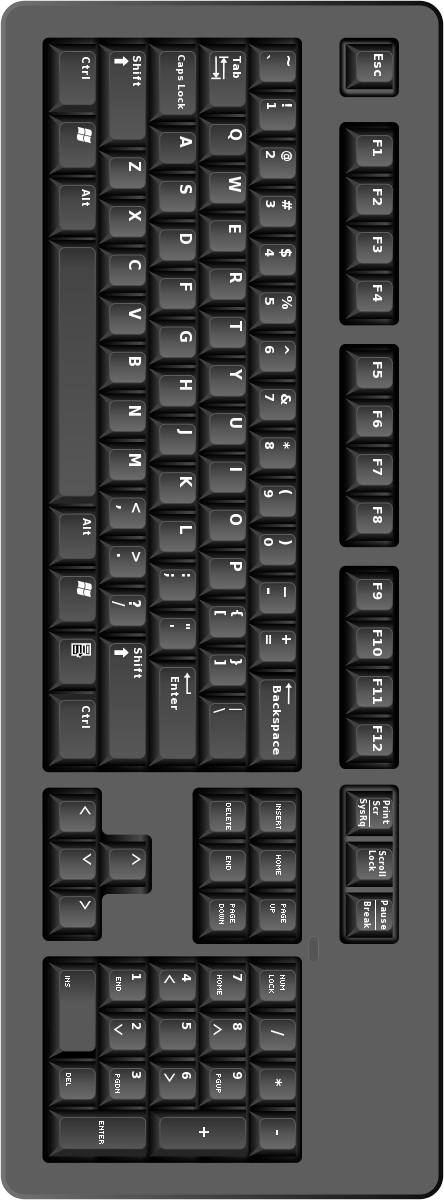 Esc
F1 F2 F3 F4
F5 F6 F7 F8
F9 F10 F11 F12
Print
Scr
SysRq
Scroll
Lock
Pause
Break
~ ! @ # $ % ^ & * ( ) _ +
` 1 2 3 4 5 6 7 8 9 0 - =
Backspace
Tab Q W E R T Y U I O P { } |
[ ] \
Caps Lock A S D F G H J K L : "
; '
Enter
Shift Z X C V B N M < > ? Shift
, . /
Ctrl Alt Alt Ctrl
INSERT HOME PAGE
UP
DELETE END PAGE
DOWN
^
< v >
NUM
LOCK / * -
7 8 9
HOME ^ PGUP
+
4 5 6
< >
1 2 3
END v PGDN
INS DEL
ENTER